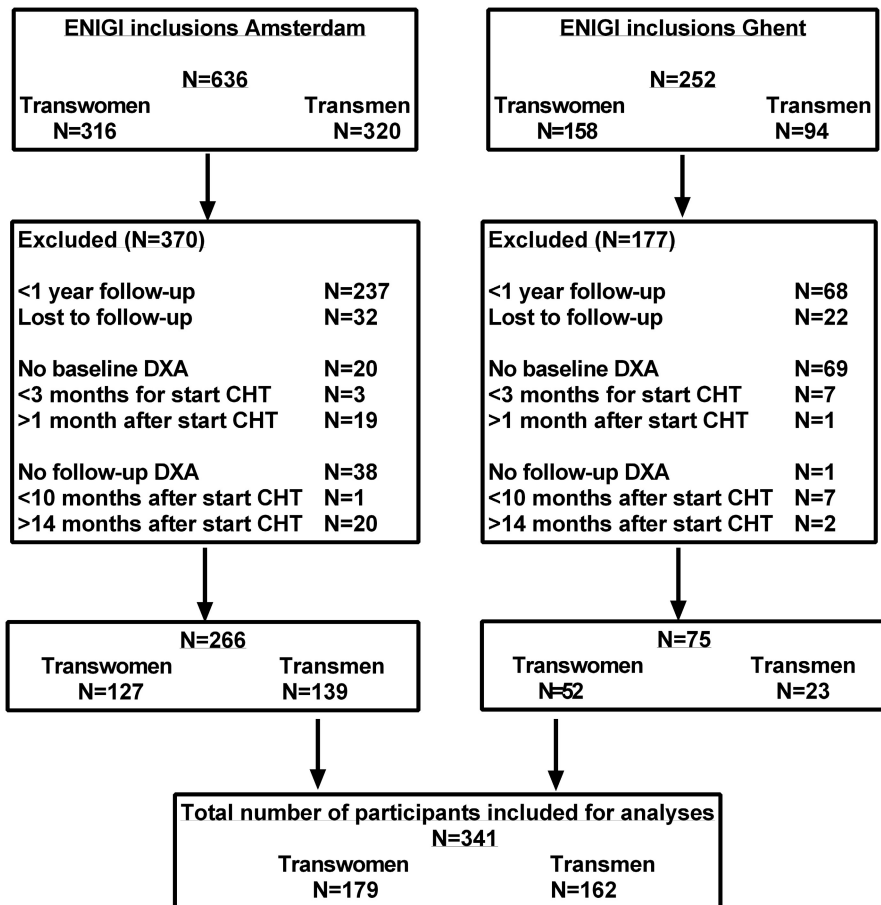 ENIGI inclusions Amsterdam
N=636
Transwomen Transmen
N=316 N=320
ENIGI inclusions Ghent
N=252
Transwomen Transmen
N=158 N=94
Excluded (N=370)
<1 year follow-up N=237
Lost to follow-up N=32
No baseline DXA N=20
<3 months for start CHT N=3
>1 month after start CHT N=19
No follow-up DXA N=38
<10 months after start CHT N=1
>14 months after start CHT N=20
Excluded (N=177)
<1 year follow-up N=68
Lost to follow-up N=22
No baseline DXA N=69
<3 months for start CHT N=7
>1 month after start CHT N=1
No follow-up DXA N=1
<10 months after start CHT N=7
>14 months after start CHT N=2
N=266
Transwomen Transmen
N=127 N=139
N=75
Transwomen Transmen
N=52 N=23
Total number of participants included for analyses
N=341
Transwomen Transmen
N=179 N=162